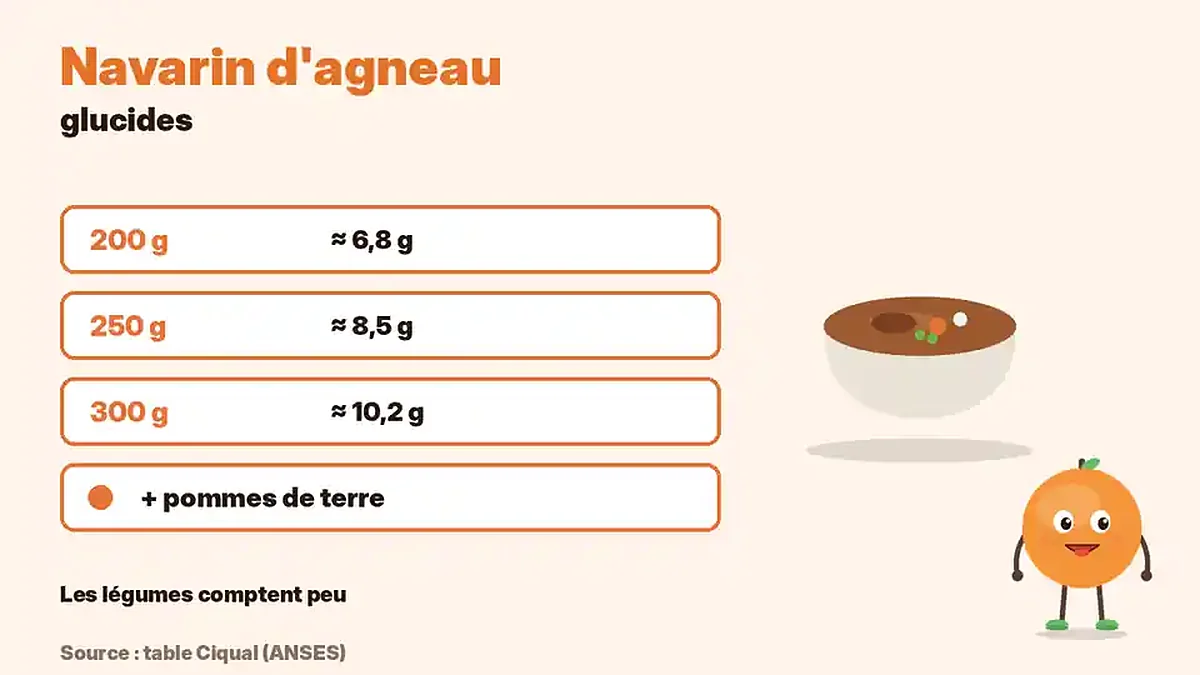 Navarin d'agneau
glucides
200 g ≈ 6,8 g
250 g ≈ 8,5 g
300 g ≈ 10,2 g
+ pommes de terre
Les légumes comptent peu
Source : table Ciqual (ANSES)